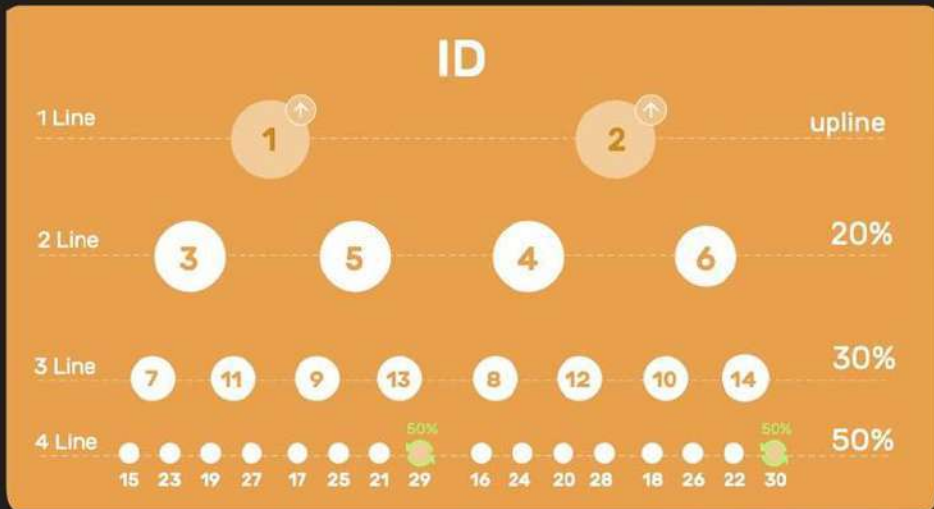 ID
1 Line 1 2 upline
2 Line 3 5 4 6 20%
3 Line 7 11 9 13 8 12 10 14 30%
50% 50%
4 Line 50%
15 23 19 27 17 25 21 29 16 24 20 28 18 26 22 30